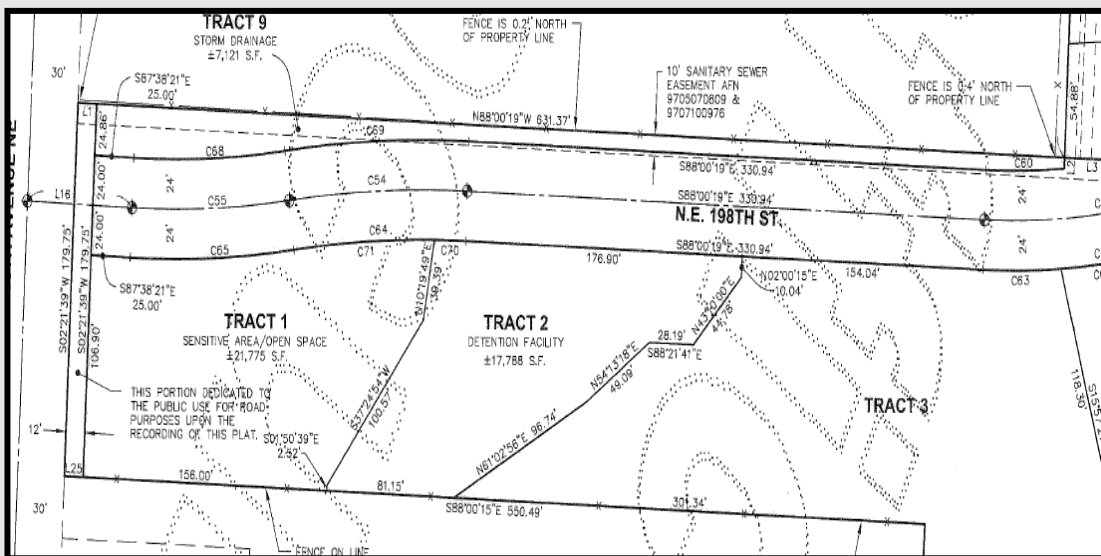 TRACT 9
STORM DRAINAGE
±7,121 S.F.
FENCE IS 0.2' NORTH
OF PROPERTY LINE
30'
S87°38'21"E
25.00'
10' SANITARY SEWER
EASEMENT AFN
9705070809 &
9707100976
FENCE IS 0.4' NORTH
OF PROPERTY LINE
54.88'
L1
24.86'
C69
N88°00'19"W 631.37'
C68
S88°00'19"E 330.94'
C60
L2
L3
24.00'
24'
C54
S88°00'19"E 330.94'
24'
L16
C55
N.E. 198TH ST.
24.00'
24'
C64
24'
C65
C71
C70
S88°00'19"E 330.94'
176.90'
154.04'
C63
S87°38'21"E
25.00'
N02°00'15"E
10.04'
AVENUE NE
S02°21'39"W 179.75'
S02°21'39"W 179.75'
106.90'
N10°19'49"E
38.39'
N43°10'00"E
44.78'
TRACT 1
SENSITIVE AREA/OPEN SPACE
±21,775 S.F.
TRACT 2
DETENTION FACILITY
±17,788 S.F.
28.19'
S88°21'41"E
N54°13'18"E
49.09'
S37°24'54"W
100.57'
THIS PORTION DEDICATED TO
THE PUBLIC USE FOR ROAD
PURPOSES UPON THE
RECORDING OF THIS PLAT.
TRACT 3
118.30'
12'
S01°50'39"E
2.52'
N61°02'56"E 96.74'
L25
156.00'
81.15'
S88°00'15"E 550.49'
301.34'
30'
FENCE ON LINE